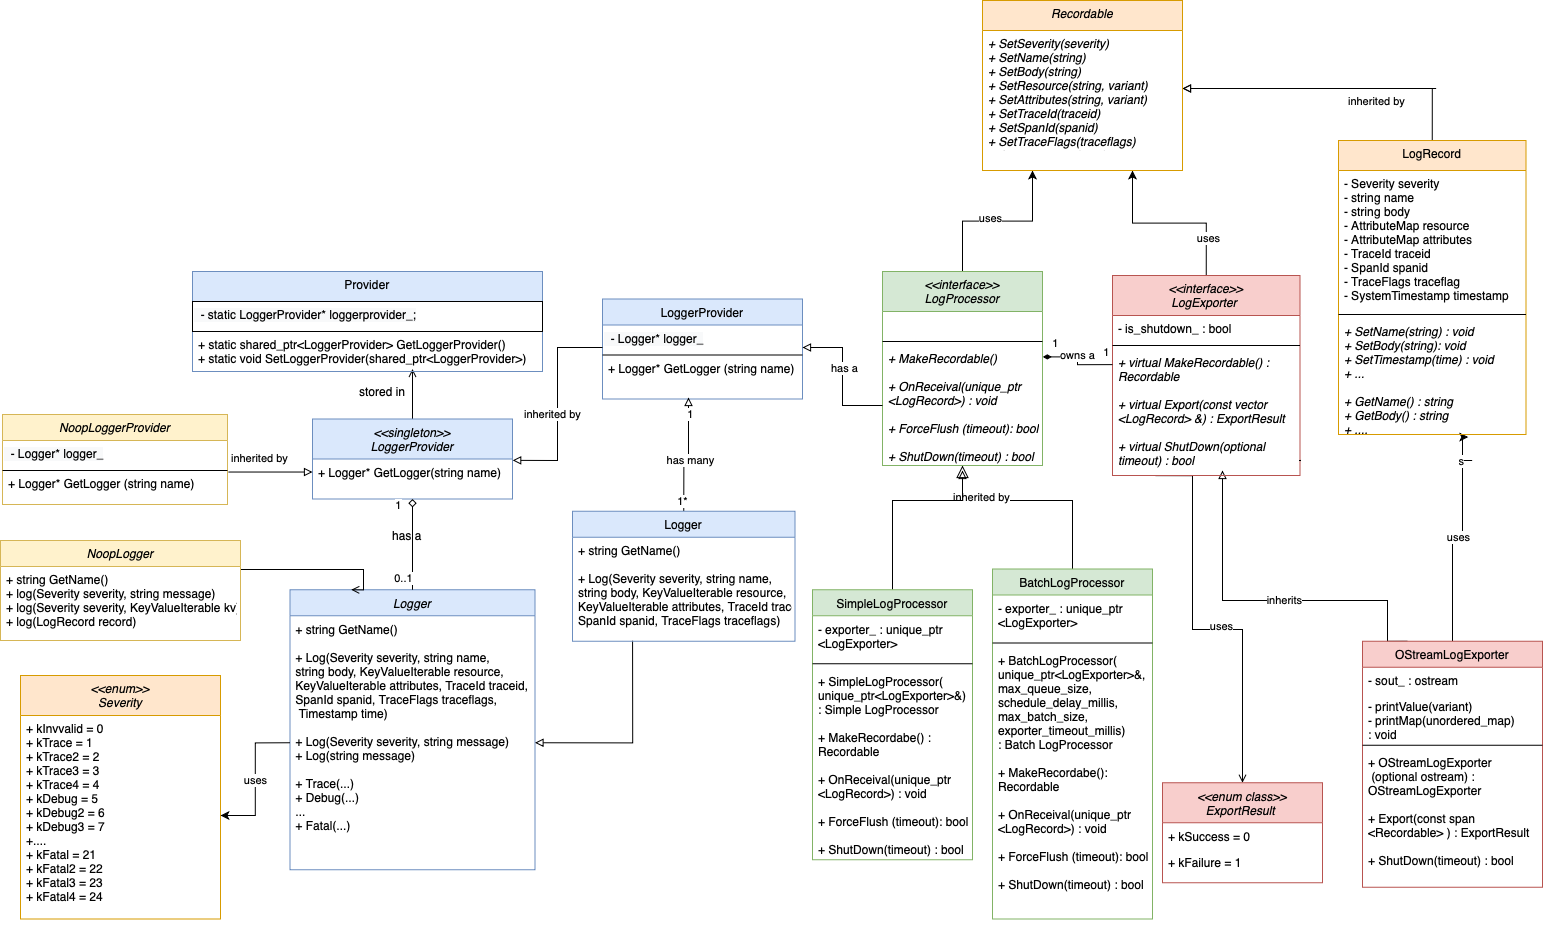 Recordable
+ SetSeverity(severity)
+ SetName(string)
+ SetBody(string)
+ SetResource(string, variant)
+ SetAttributes(string, variant)
+ SetTraceId(traceid)
+ SetSpanId(spanid)
+ SetTraceFlags(traceflags)
inherited by
LogRecord
- Severity severity
- string name
- string body
- AttributeMap resource
- AttributeMap attributes
- TraceId traceid
- SpanId spanid
- TraceFlags traceflag
- SystemTimestamp timestamp
+ SetName(string) : void
+ SetBody(string): void
+ SetTimestamp(time) : void
+ ...
+ GetName() : string
+ GetBody() : string
+ ....
uses
uses
Provider
- static LoggerProvider* loggerprovider_;
+ static shared_ptr<LoggerProvider> GetLoggerProvider()
+ static void SetLoggerProvider(shared_ptr<LoggerProvider>)
stored in
LoggerProvider
- Logger* logger_
+ Logger* GetLogger (string name)
has a
<<interface>>
LogProcessor
+ MakeRecordable()
+ OnReceival(unique_ptr
<LogRecord>) : void
+ ForceFlush (timeout): bool
+ ShutDown(timeout) : bool
1
owns a
1
<<interface>>
LogExporter
- is_shutdown_ : bool
+ virtual MakeRecordable() :
Recordable
+ virtual Export(const vector
<LogRecord> &) : ExportResult
+ virtual ShutDown(optional
timeout) : bool
NoopLoggerProvider
- Logger* logger_
+ Logger* GetLogger (string name)
inherited by
<<singleton>>
LoggerProvider
+ Logger* GetLogger(string name)
inherited by
1
has many
1*
1
has a
0..1
s
uses
inherited by
Logger
+ string GetName()
+ Log(Severity severity, string name,
string body, KeyValueIterable resource,
KeyValueIterable attributes, TraceId trac
SpanId spanid, TraceFlags traceflags)
NoopLogger
+ string GetName()
+ log(Severity severity, string message)
+ log(Severity severity, KeyValueIterable kv
+ log(LogRecord record)
Logger
+ string GetName()
+ Log(Severity severity, string name,
string body, KeyValueIterable resource,
KeyValueIterable attributes, TraceId traceid,
SpanId spanid, TraceFlags traceflags,
Timestamp time)
+ Log(Severity severity, string message)
+ Log(string message)
+ Trace(...)
+ Debug(...)
...
+ Fatal(...)
uses
<<enum>>
Severity
+ kInvvalid = 0
+ kTrace = 1
+ kTrace2 = 2
+ kTrace3 = 3
+ kTrace4 = 4
+ kDebug = 5
+ kDebug2 = 6
+ kDebug3 = 7
+....
+ kFatal = 21
+ kFatal2 = 22
+ kFatal3 = 23
+ kFatal4 = 24
SimpleLogProcessor
- exporter_ : unique_ptr
<LogExporter>
+ SimpleLogProcessor(
unique_ptr<LogExporter>&)
: Simple LogProcessor
+ MakeRecordabe() :
Recordable
+ OnReceival(unique_ptr
<LogRecord>) : void
+ ForceFlush (timeout): bool
+ ShutDown(timeout) : bool
BatchLogProcessor
- exporter_ : unique_ptr
<LogExporter>
+ BatchLogProcessor(
unique_ptr<LogExporter>&,
max_queue_size,
schedule_delay_millis,
max_batch_size,
exporter_timeout_millis)
: Batch LogProcessor
+ MakeRecordabe():
Recordable
+ OnReceival(unique_ptr
<LogRecord>) : void
+ ForceFlush (timeout): bool
+ ShutDown(timeout) : bool
inherits
uses
<<enum class>>
ExportResult
+ kSuccess = 0
+ kFailure = 1
OStreamLogExporter
- sout_ : ostream
- printValue(variant)
- printMap(unordered_map)
: void
+ OStreamLogExporter
(optional ostream) :
OStreamLogExporter
+ Export(const span
<Recordable> ) : ExportResult
+ ShutDown(timeout) : bool